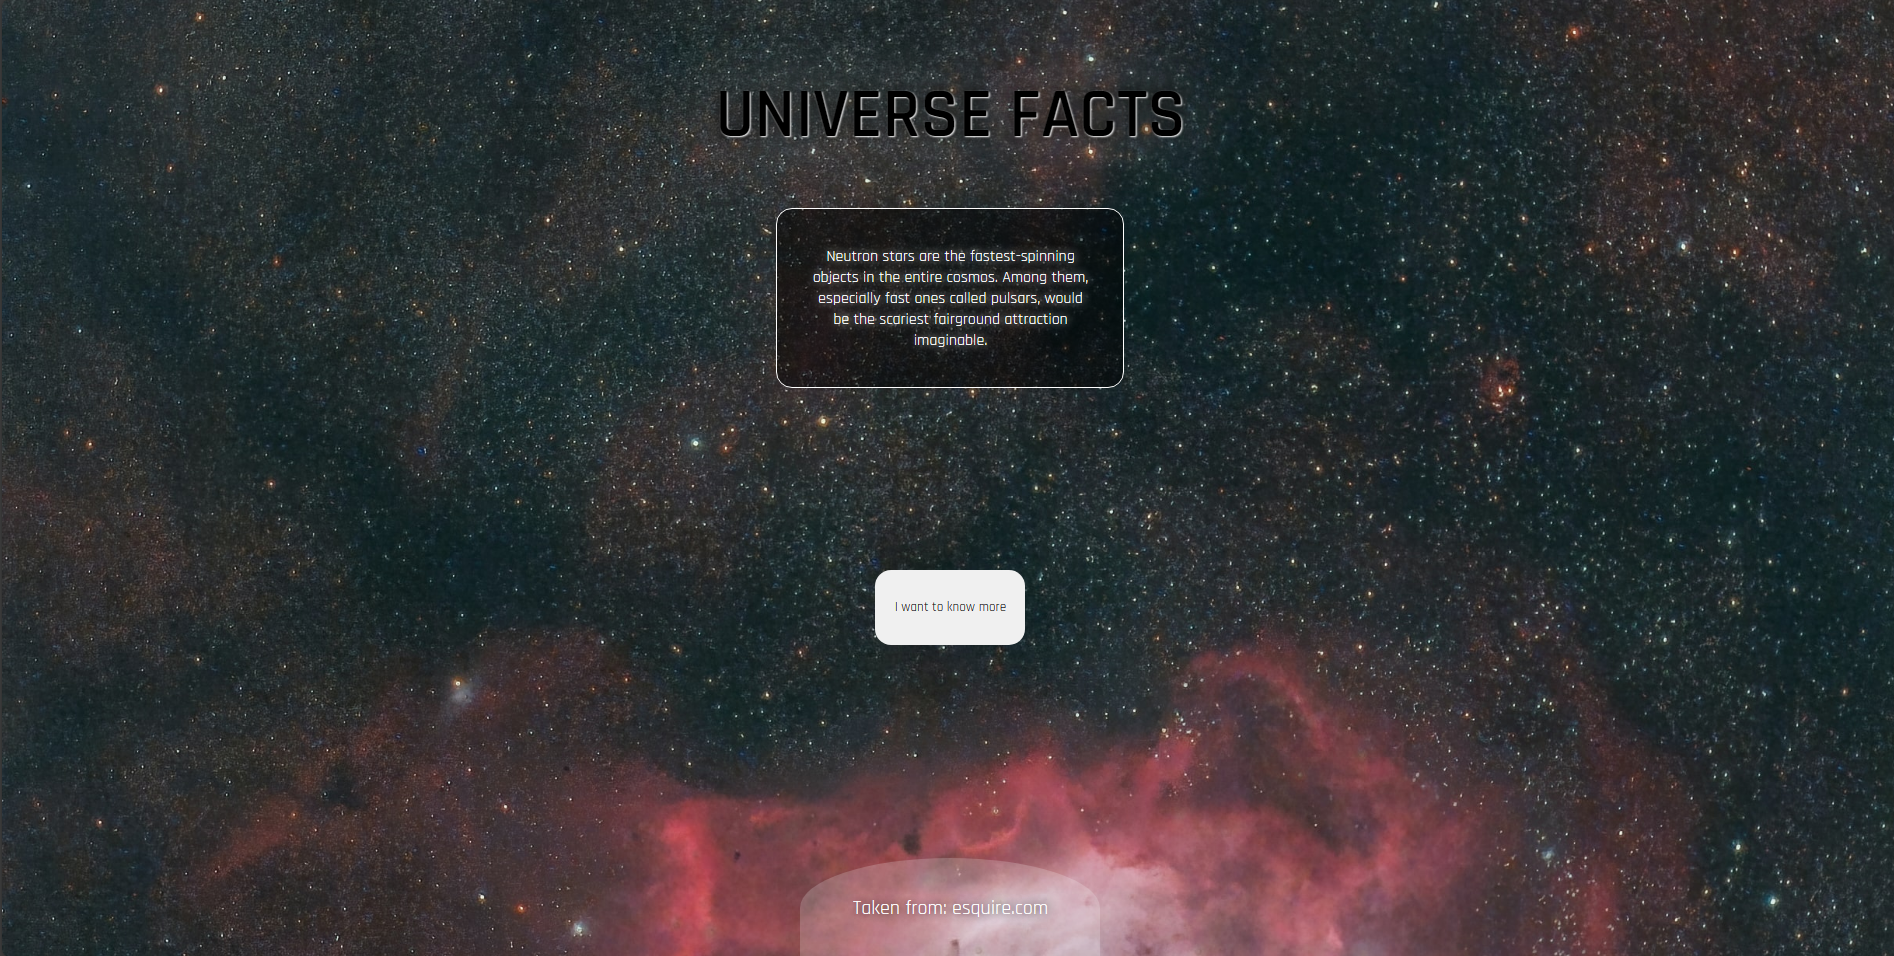 UNIVERSE FACTS
Neutron stars are the fastest-spinning
objects in the entire cosmos. Among them,
especially fast ones called pulsars, would
be the scariest fairground attraction
imaginable.
I want to know more
Taken from: esquire.com